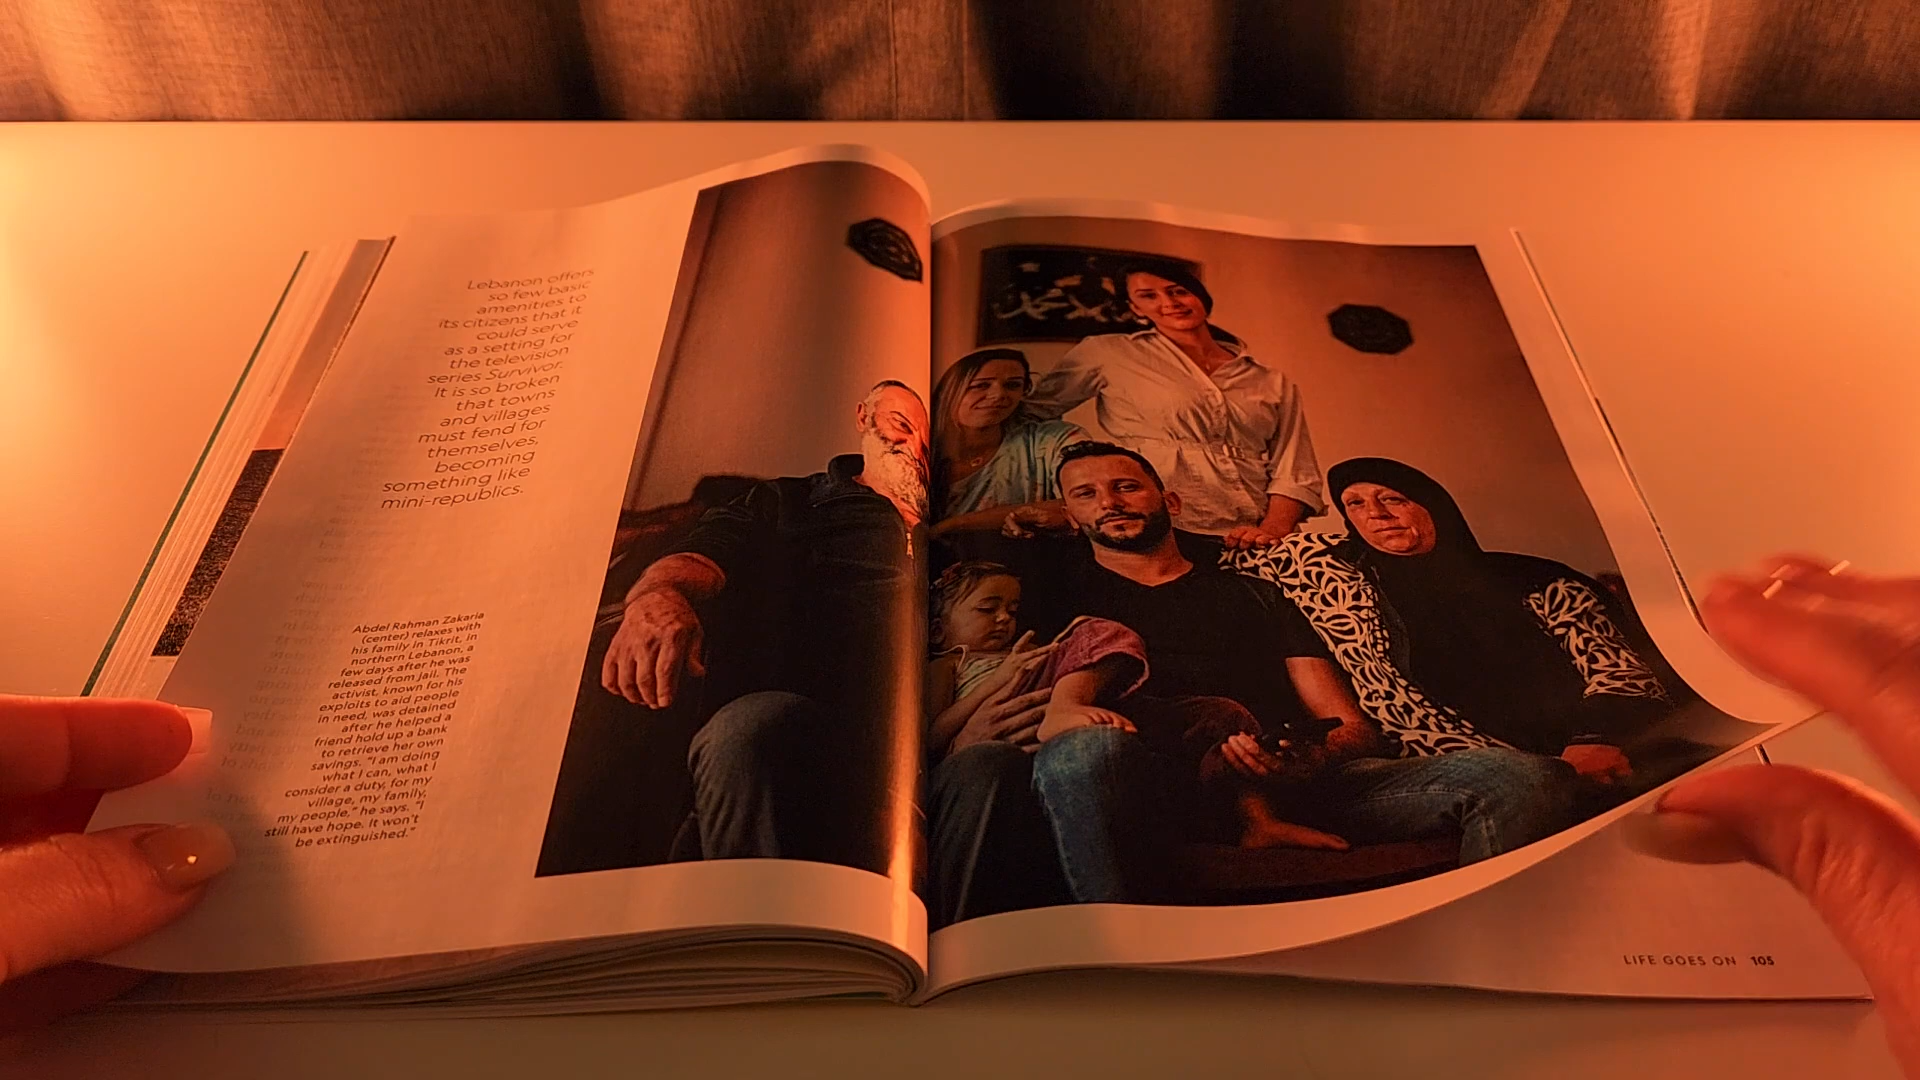 Lebanon offers
so few basic
amenities to
its citizens that it
could serve
as a setting for
the television
series Survivor.
It is so broken
that towns
and villages
must fend for
themselves,
becoming
something like
mini-republics.
Abdel Rahman Zakaria
(center) relaxes with
his family in Tikrit, in
northern Lebanon, a
few days after he was
released from jail. The
activist, known for his
exploits to aid people
in need, was detained
after he helped a
friend hold up a bank
to retrieve her own
savings. "I am doing
what I can, what I
consider a duty, for my
village, my family,
my people," he says. "I
still have hope. It won't
be extinguished."
LIFE GOES ON 105